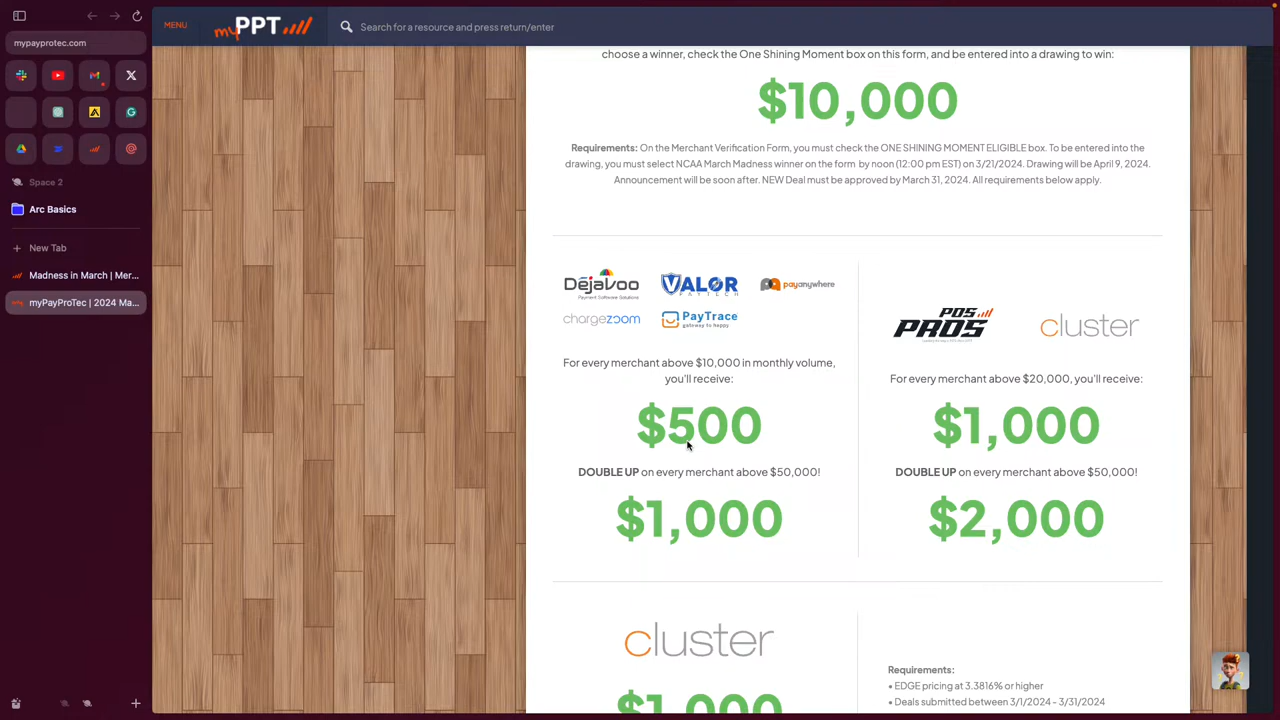 mypayprotec.com
Space 2
Arc Basics
New Tab
Madness in March | Mer...
myPayProTec | 2024 Ma...
MENU
myPPT
Search for a resource and press return/enter
choose a winner, check the One Shining Moment box on this form, and be entered into a drawing to win:
$10,000
Requirements: On the Merchant Verification Form, you must check the ONE SHINING MOMENT ELIGIBLE box. To be entered into the
drawing, you must select NCAA March Madness winner on the form by noon (12:00 pm EST) on 3/21/2024. Drawing will be April 9, 2024.
Announcement will be soon after. NEW Deal must be approved by March 31, 2024. All requirements below apply.
Dejavoo
Payment Software Solutions
VALOR
PAYTECH
payanywhere
chargezoom
PayTrace
gateway to happy
For every merchant above $10,000 in monthly volume,
you'll receive:
$500
DOUBLE UP on every merchant above $50,000!
$1,000
POS
PROS
cluster
For every merchant above $20,000, you'll receive:
$1,000
DOUBLE UP on every merchant above $50,000!
$2,000
cluster
$1,000
Requirements:
• EDGE pricing at 3.3816% or higher
• Deals submitted between 3/1/2024 - 3/31/2024